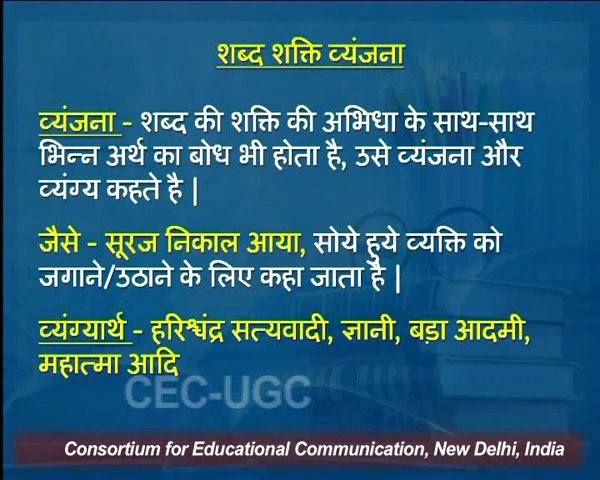 शब्द शक्ति व्यंजना
व्यंजना - शब्द की शक्ति की अभिधा के साथ-साथ
भिन्न अर्थ का बोध भी होता है, उसे व्यंजना और
व्यंग्य कहते है |
जैसे - सूरज निकाल आया, सोये हुये व्यक्ति को
जगाने/उठाने के लिए कहा जाता है |
व्यंग्यार्थ - हरिश्चंद्र सत्यवादी, ज्ञानी, बड़ा आदमी,
महात्मा आदि
CEC-UGC
Consortium for Educational Communication, New Delhi, India